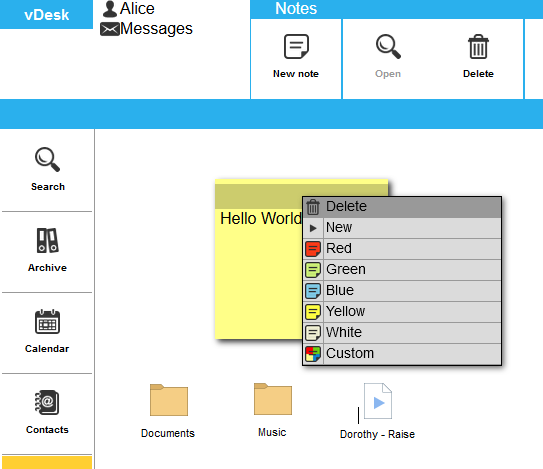 vDesk
Alice
Messages
Notes
New note
Open
Delete
Search
Archive
Calendar
Contacts
Hello World
Delete
New
Red
Green
Blue
Yellow
White
Custom
Documents
Music
Dorothy - Raise